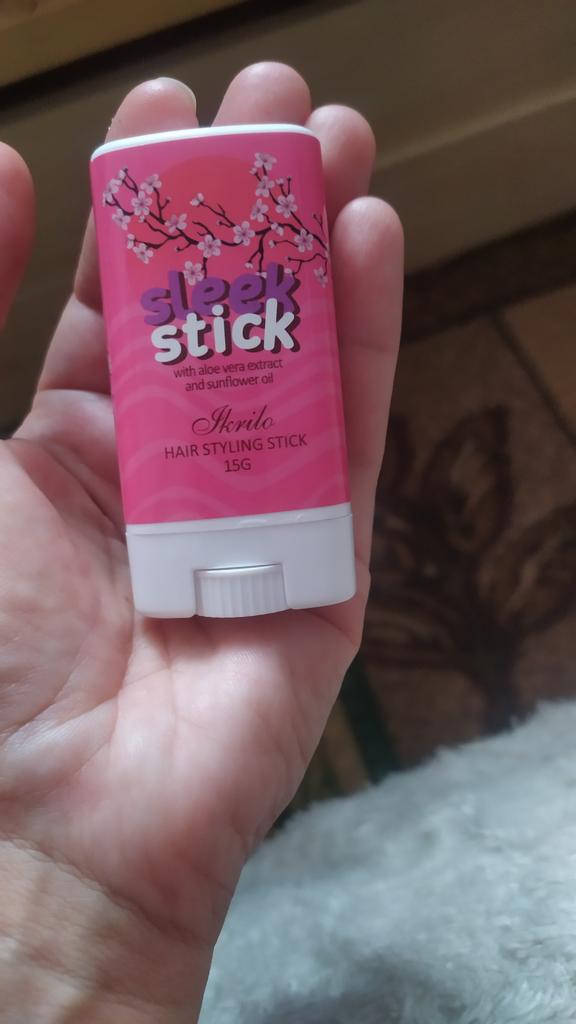 sleek
stick
with aloe vera extract
and sunflower oil
Ikrilo
HAIR STYLING STICK
15G